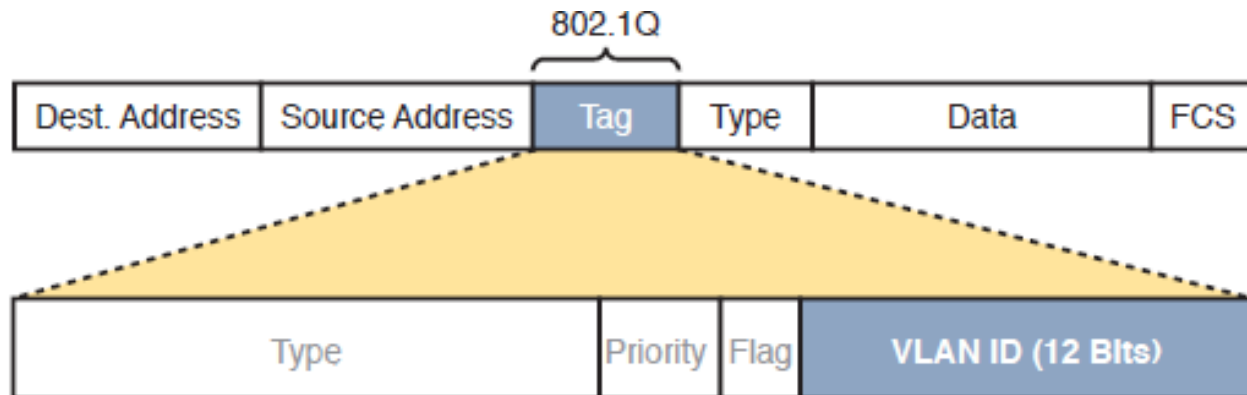 802.1Q
Dest. Address Source Address Tag Type Data FCS
Type Priority Flag VLAN ID (12 Bits)